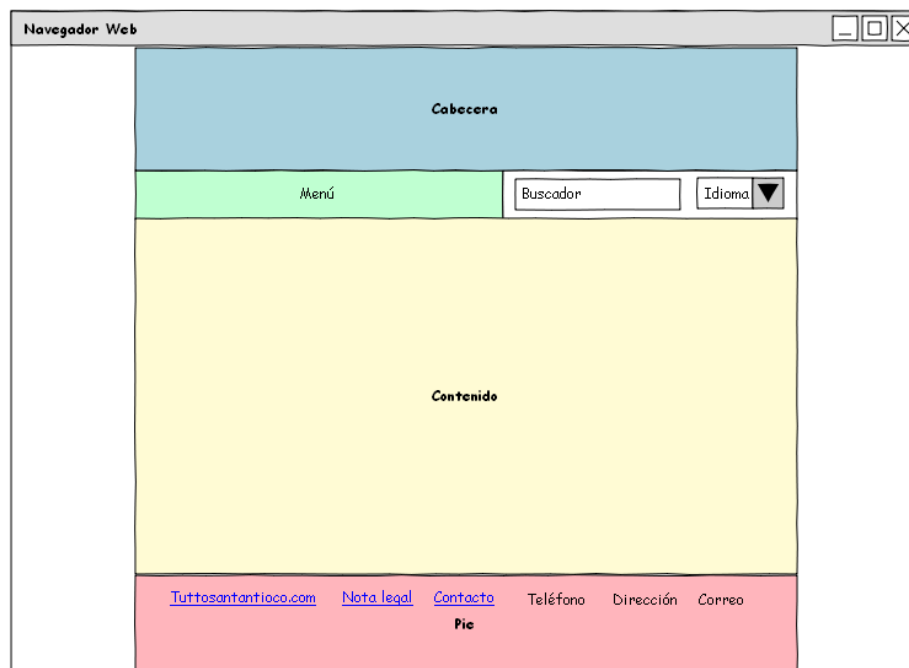 Navegador Web
Cabecera
Menú
Buscador
Idioma
Contenido
Tuttosantantioco.com Nota legal Contacto Teléfono Dirección Correo
Pie